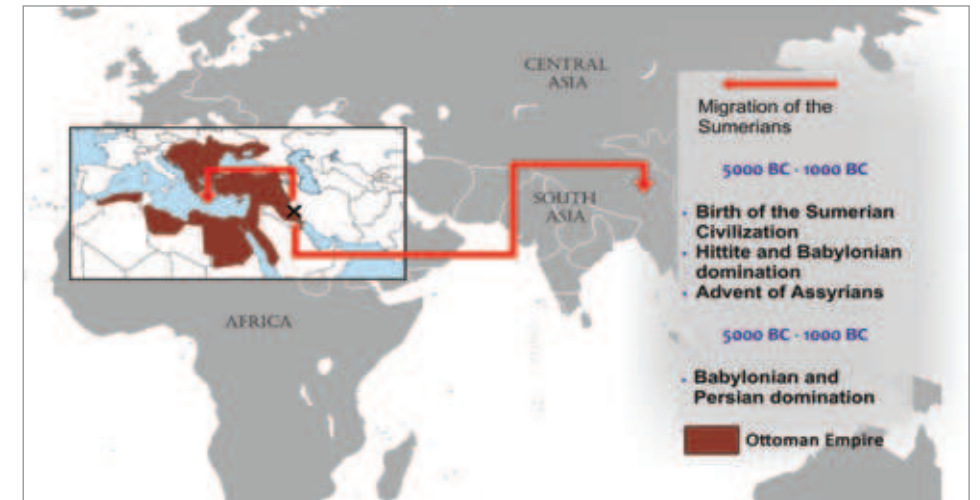 CENTRAL
ASIA
SOUTH
ASIA
AFRICA
Migration of the
Sumerians
5000 BC - 1000 BC
Birth of the Sumerian
Civilization
Hittite and Babylonian
domination
Advent of Assyrians
5000 BC - 1000 BC
Babylonian and
Persian domination
Ottoman Empire